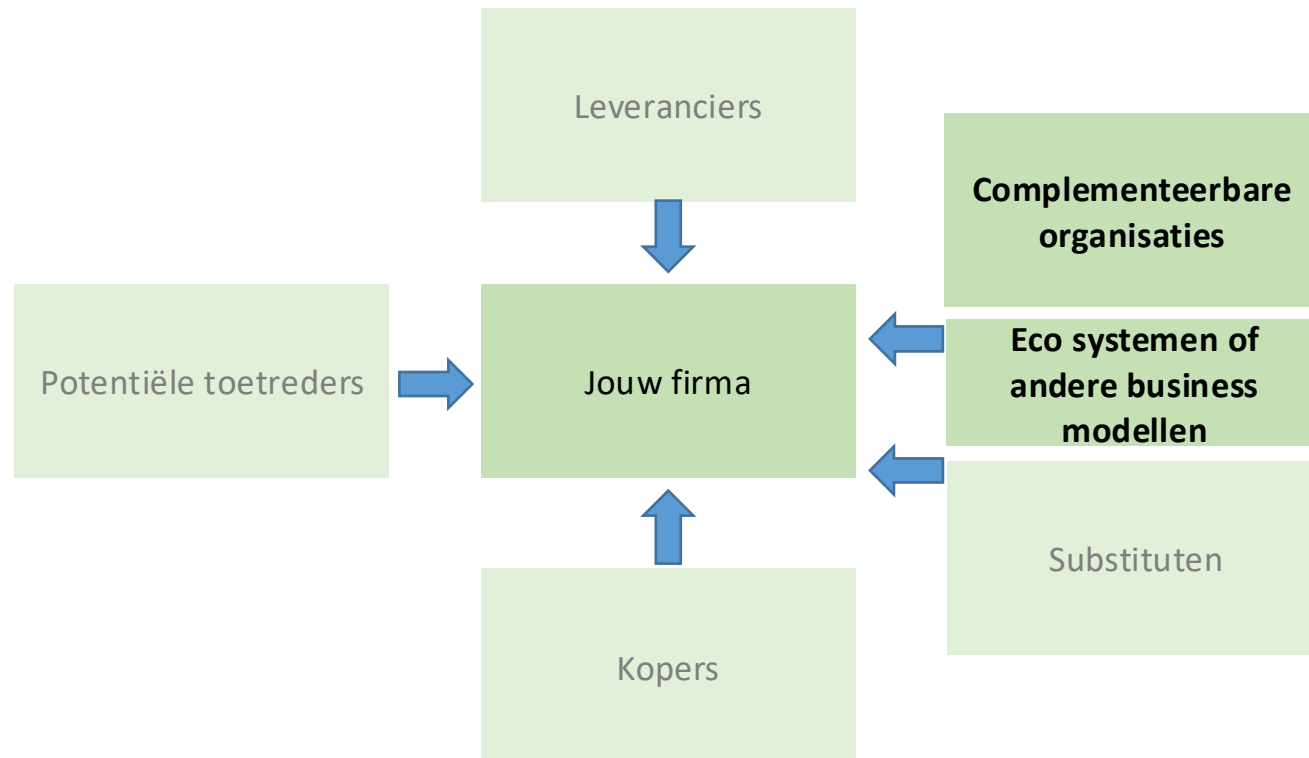 Leveranciers
Complementeerbare
organisaties
Potentiële toetreders
Jouw firma
Eco systemen of
andere business
modellen
Substituten
Kopers